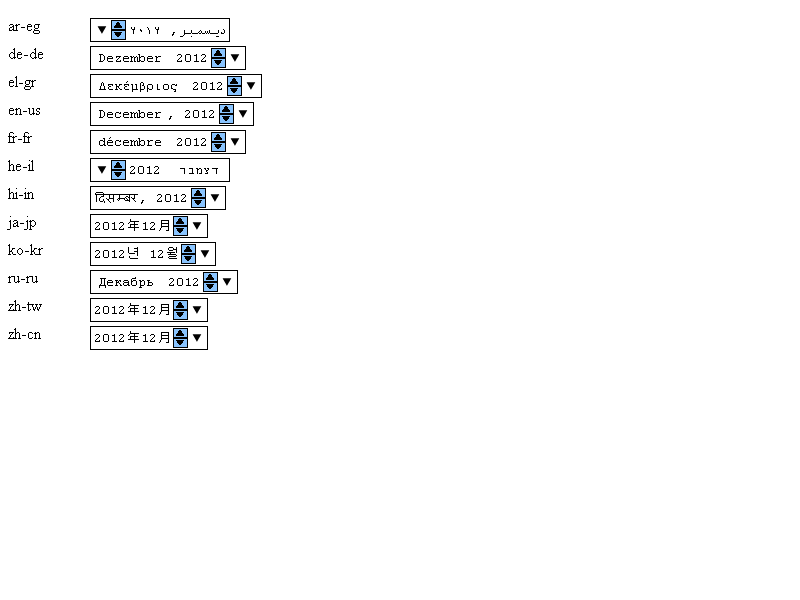 ar-eg ديسمبر, ٢٠١٢
de-de Dezember 2012
el-gr Δεκέμβριος 2012
en-us December , 2012
fr-fr décembre 2012
he-il דצמבר 2012
hi-in दिसम्बर, 2012
ja-jp 2012年12月
ko-kr 2012년 12월
ru-ru Декабрь 2012
zh-tw 2012年12月
zh-cn 2012年12月